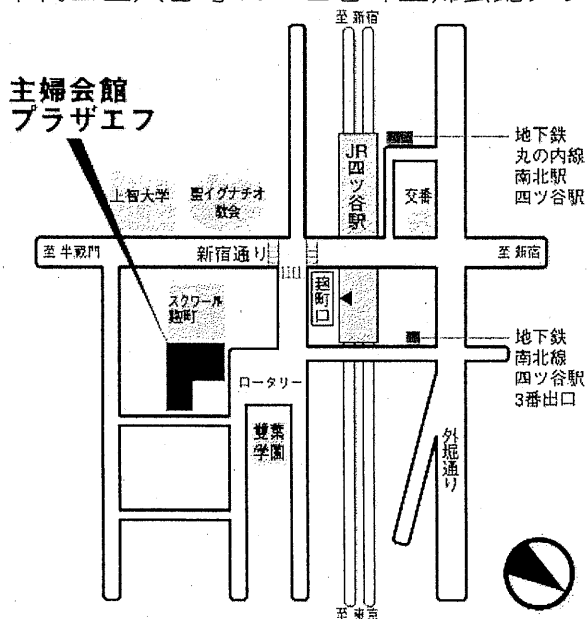 至 新宿
主婦会館
プラザエフ
上智大学
聖イグナチオ
教会
JR四ツ谷駅
交番
地下鉄
丸の内線
南北線
四ツ谷駅
至 半蔵門
新宿通り
至 新宿
麹町口
スクワール
麹町
地下鉄
南北線
四ツ谷駅
3番出口
ロータリー
雙葉
学園
外堀通り
至 東京